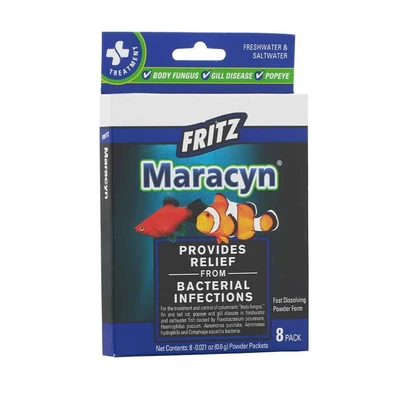 FRESHWATER &
SALTWATER
TREATMENT
✓ BODY FUNGUS ✓ GILL DISEASE ✓ POPEYE
FRITZ
Maracyn®
PROVIDES
RELIEF
FROM
BACTERIAL
INFECTIONS
For the treatment and control of columnaris "body fungus,"
fin and tail rot, popeye and gill disease in freshwater
and saltwater fish caused by Flavobacterium columnare,
Haemophilus piscium, Aeromonas punctata, Aeromonas
hydrophila and Cytophaga aquatilis bacteria.
Fast Dissolving
Powder Form
8 PACK
Net Contents: 8 -0.021 oz (0.6 g) Powder Packets
FRITZ Maracyn